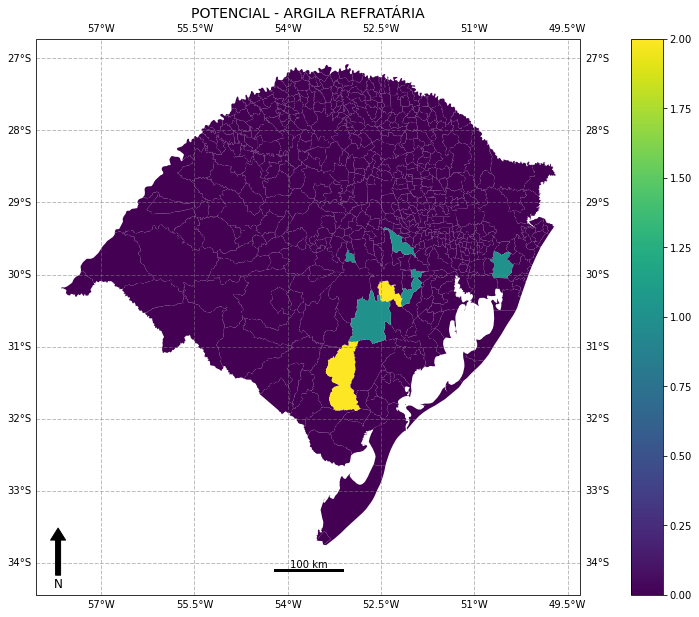 POTENCIAL - ARGILA REFRATÁRIA
57°W 55.5°W 54°W 52.5°W 51°W 49.5°W
2.00
27°S 27°S
1.75
28°S 28°S
1.50
29°S 29°S
1.25
30°S 30°S
1.00
31°S 31°S
0.75
32°S 32°S
0.50
33°S 33°S
0.25
34°S 100 km 34°S
N
0.00
57°W 55.5°W 54°W 52.5°W 51°W 49.5°W